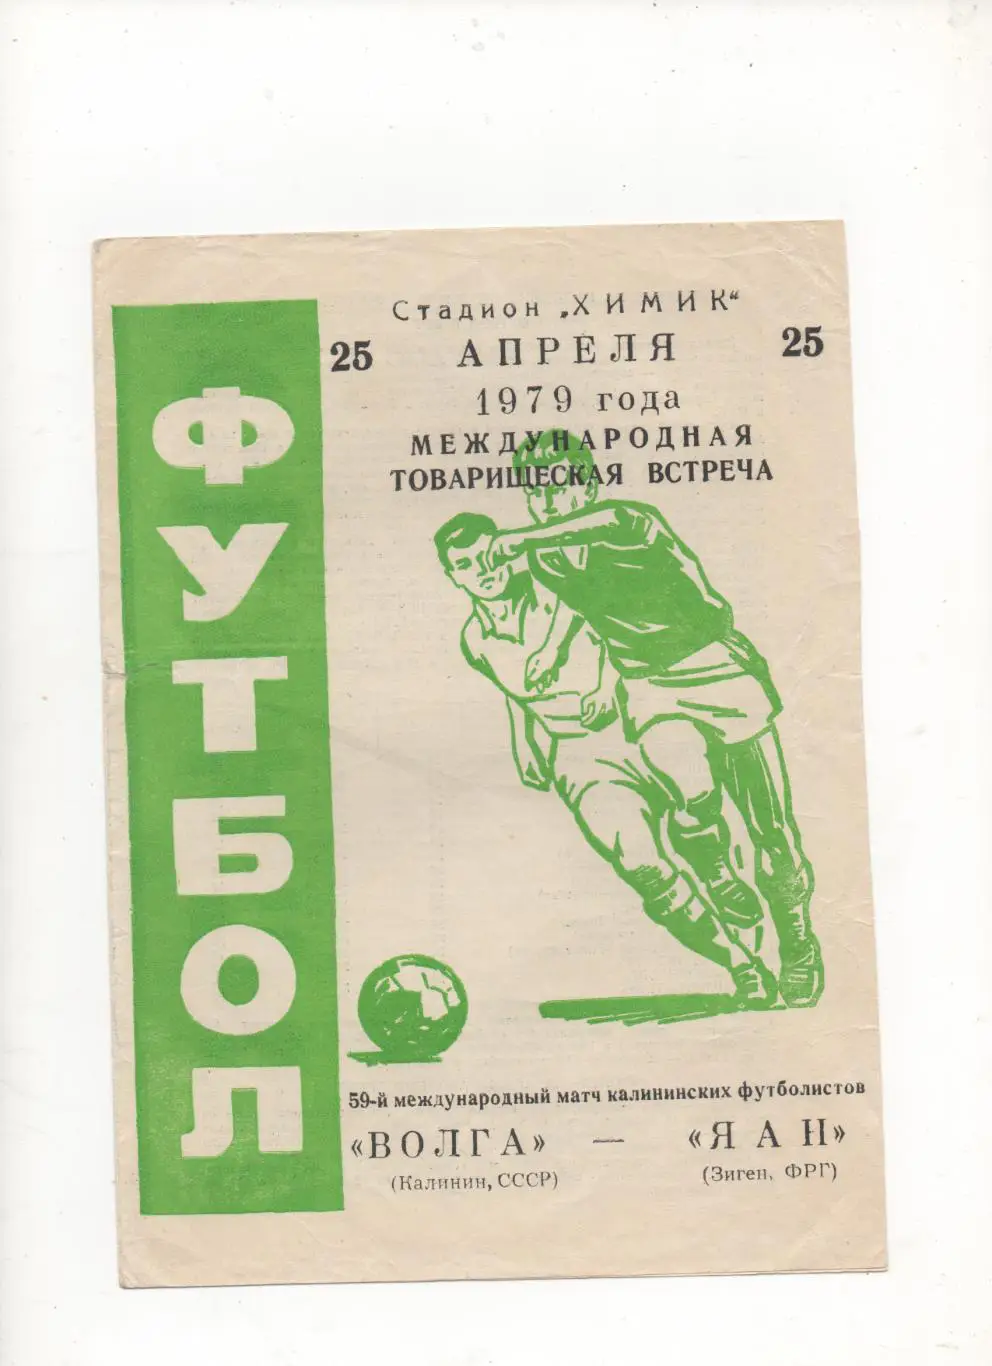 ФУТБОЛ
Стадион „ХИМИК“
25 АПРЕЛЯ 25
1979 года
МЕЖДУНАРОДНАЯ
ТОВАРИЩЕСКАЯ ВСТРЕЧА
59-й международный матч калининских футболистов
«ВОЛГА» — «ЯАН»
(Калинин, СССР) (Зиген, ФРГ)